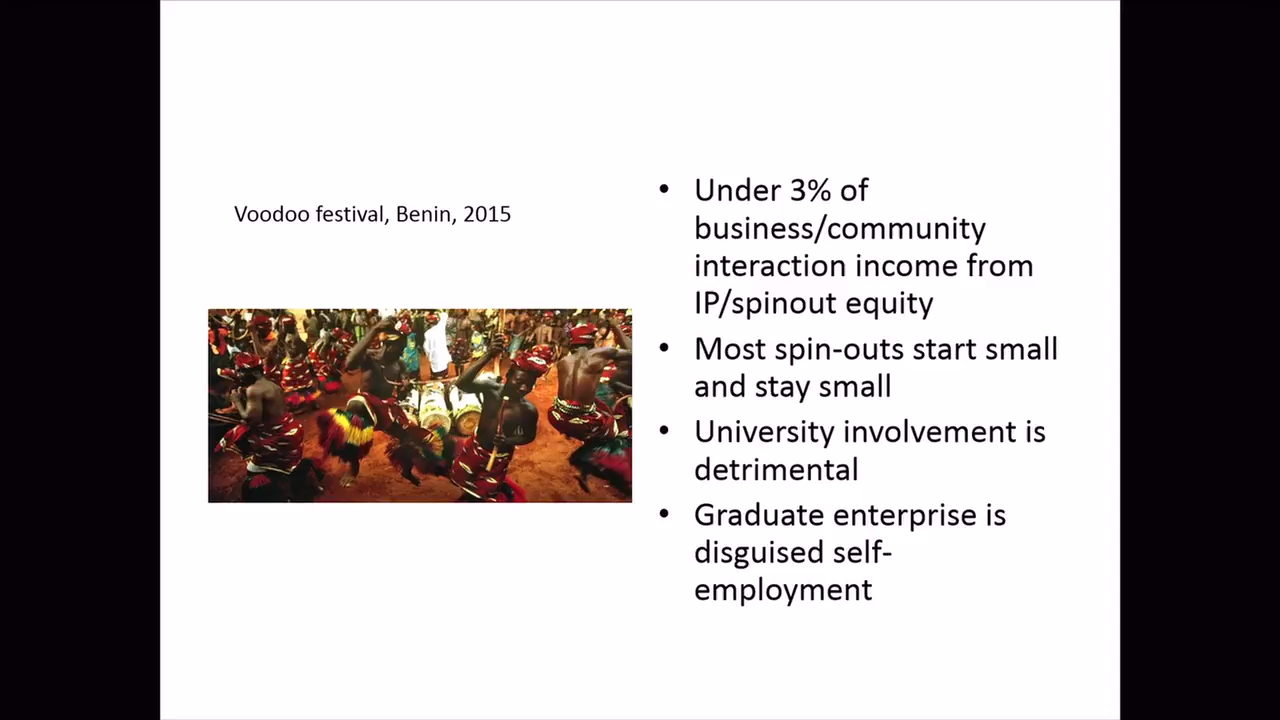 Voodoo festival, Benin, 2015
• Under 3% of
business/community
interaction income from
IP/spinout equity
• Most spin-outs start small
and stay small
• University involvement is
detrimental
• Graduate enterprise is
disguised self-
employment